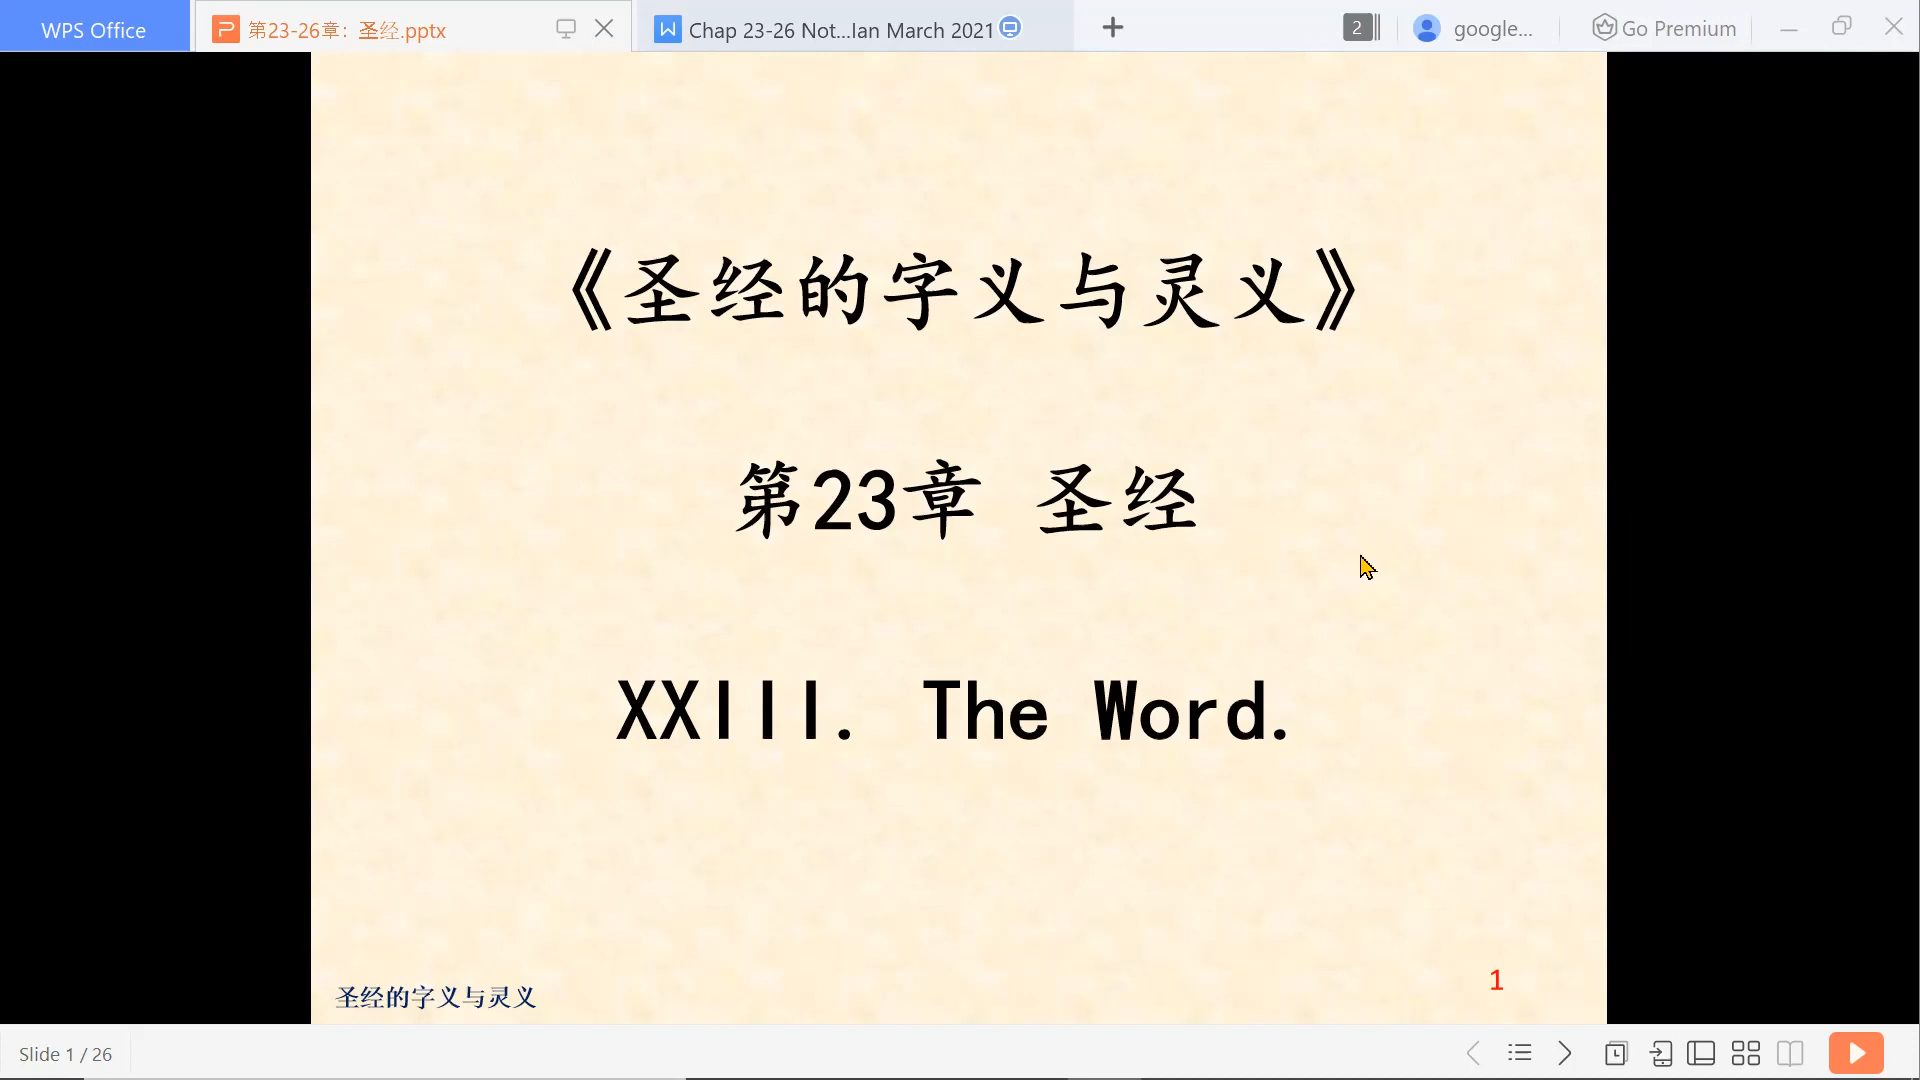 WPS Office
第23-26章：圣经.pptx
Chap 23-26 Not...Ian March 2021
2
google...
Go Premium
《圣经的字义与灵义》
第23章 圣经
XXIII. The Word.
圣经的字义与灵义
1
Slide 1 / 26